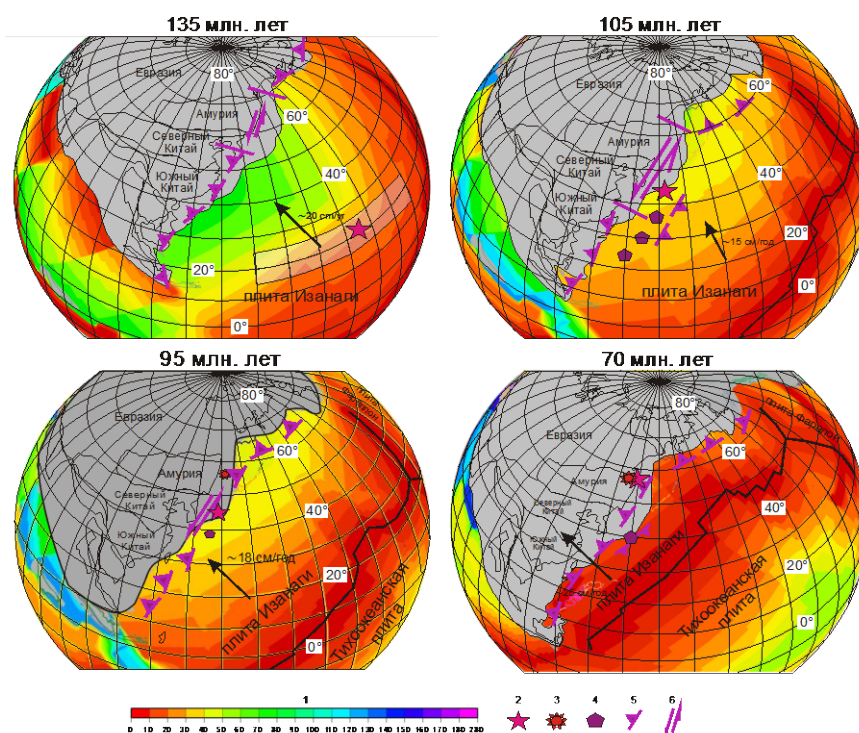 135 млн. лет
Евразия
80°
Амурия
60°
Северный
Китай
Южный
Китай
40°
~20 cm/yr
20°
плита Изанаги
0°
105 млн. лет
80°
Евразия
60°
Амурия
Северный
Китай
40°
Южный
Китай
20°
~15 см/год
плита Изанаги
0°
95 млн. лет
80°
Евразия
60°
Амурия
Северный
Китай
40°
Южный
Китай
~18 см/год
20°
плита Изанаги
0°
Тихоокеанская
плита
70 млн. лет
80°
плита Фаралон
Евразия
60°
Амурия
Северный
Китай
40°
Южный
Китай
20°
плита Изанаги
Тихоокеанская
плита
0°
1 2 3 4 5 6
0 10 20 30 40 50 60 70 80 90 100 110 120 130 140 150 160 170 180 230 280